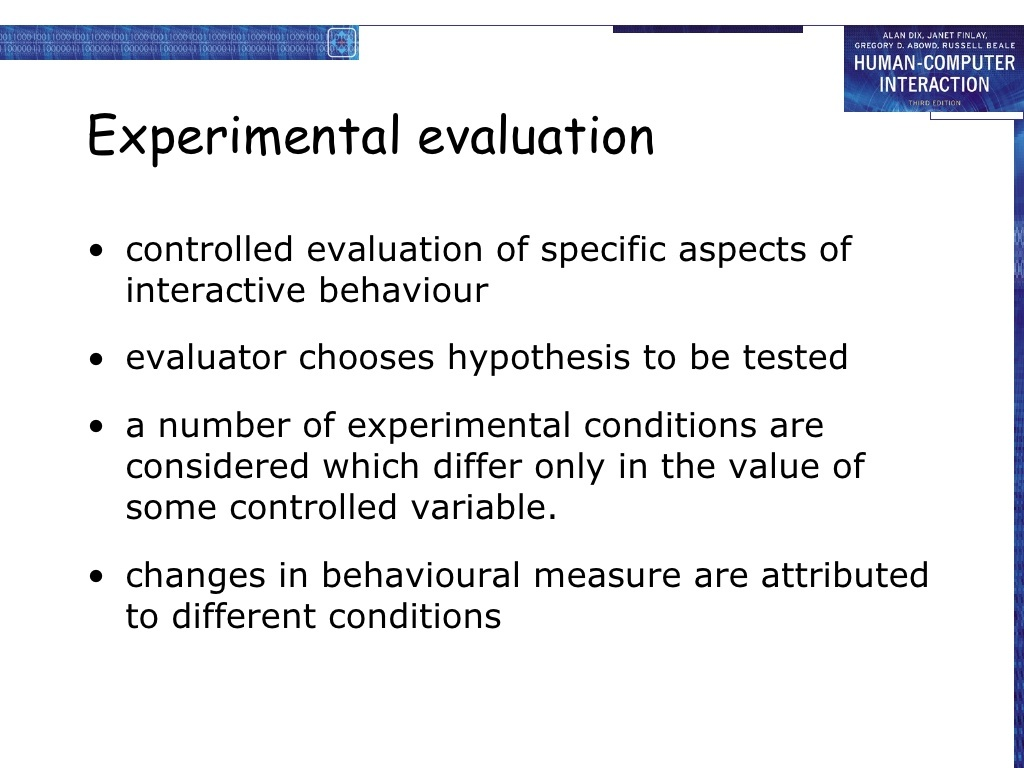 ALAN DIX, JANET FINLAY,
GREGORY D. ABOWD, RUSSELL BEALE
HUMAN-COMPUTER
INTERACTION
THIRD EDITION
Experimental evaluation
• controlled evaluation of specific aspects of
interactive behaviour
• evaluator chooses hypothesis to be tested
• a number of experimental conditions are
considered which differ only in the value of
some controlled variable.
• changes in behavioural measure are attributed
to different conditions